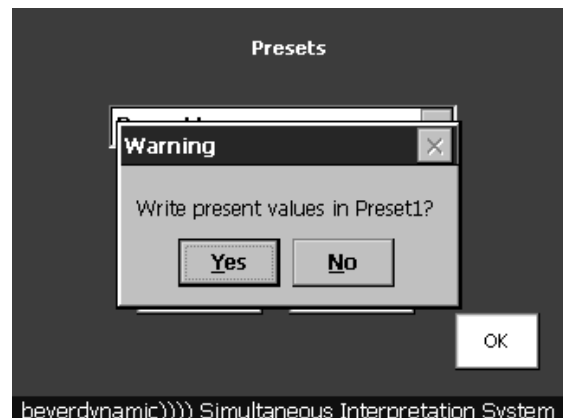 Presets
Warning
Write present values in Preset1?
Yes
No
OK
beyerdynamic)))) Simultaneous Interpretation System